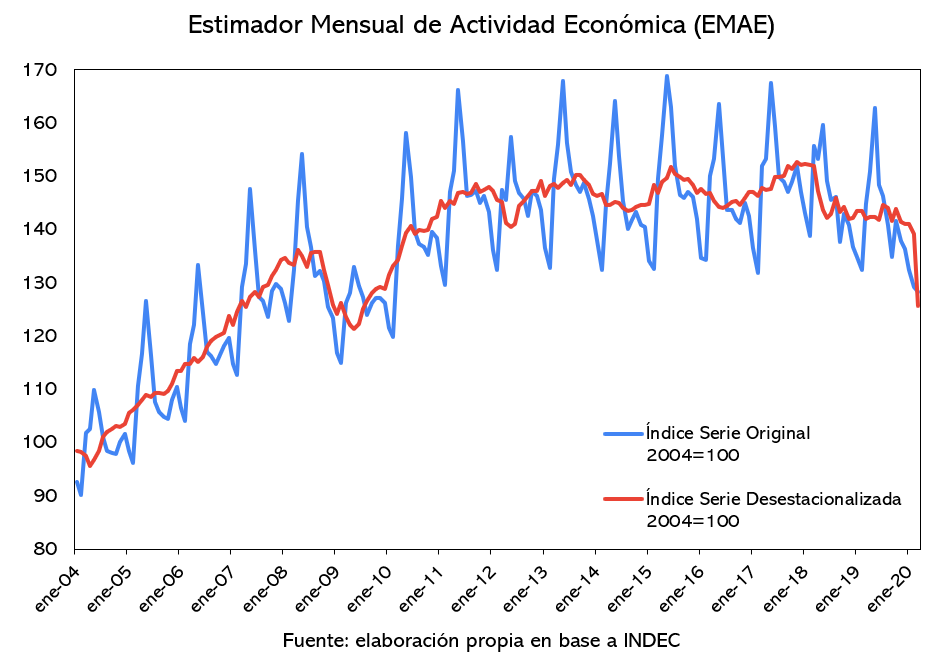 Estimador Mensual de Actividad Económica (EMAE)
170
160
150
140
130
120
110
100
90
80
Índice Serie Original
2004=100
Índice Serie Desestacionalizada
2004=100
ene-04
ene-05
ene-06
ene-07
ene-08
ene-09
ene-10
ene-11
ene-12
ene-13
ene-14
ene-15
ene-16
ene-17
ene-18
ene-19
ene-20
Fuente: elaboración propia en base a INDEC